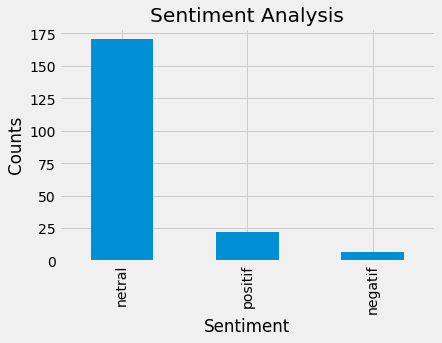 Sentiment Analysis
175
150
125
100
75
50
25
0
Counts
netral
positif
negatif
Sentiment